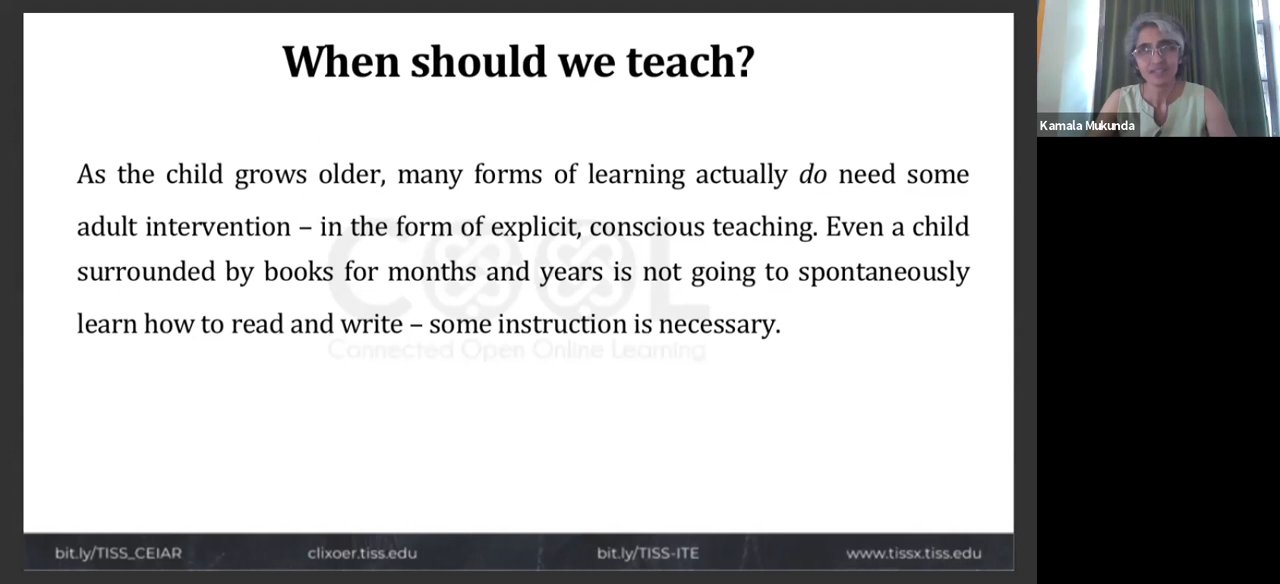 When should we teach?
As the child grows older, many forms of learning actually do need some
adult intervention – in the form of explicit, conscious teaching. Even a child
surrounded by books for months and years is not going to spontaneously
learn how to read and write – some instruction is necessary.
COOL
Connected Open Online Learning
bit.ly/TISS_CEIAR
clixoer.tiss.edu
bit.ly/TISS-ITE
www.tissx.tiss.edu
Kamala Mukunda